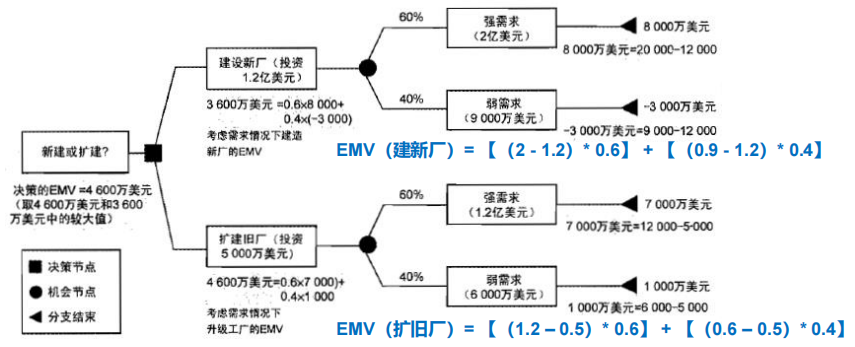 60%
强需求
（2亿美元）
8 000万美元
8 000万美元=20 000-12 000
建设新厂（投资
1.2亿美元）
3 600万美元 =0.6×8 000+
0.4×(-3 000)
考虑需求情况下建造
新厂的EMV
40%
弱需求
（9 000万美元）
-3 000万美元
-3 000万美元=9 000-12 000
EMV（建新厂）= 【（2 - 1.2）* 0.6】 + 【（0.9 - 1.2）* 0.4】
新建或扩建？
决策的EMV =4 600万美元
（取4 600万美元和3 600
万美元中的较大值）
60%
强需求
（1.2亿美元）
7 000万美元
7 000万美元=12 000-5·000
扩建旧厂（投资
5 000万美元）
4 600万美元=0.6×7 000)+
0.4×1 000
考虑需求情况下
升级工厂的EMV
40%
弱需求
（6 000万美元）
1 000万美元
1 000万美元=6 000-5 000
EMV（扩旧厂）= 【（1.2 – 0.5）* 0.6】 + 【（0.6 – 0.5）* 0.4】
决策节点
机会节点
分支结束